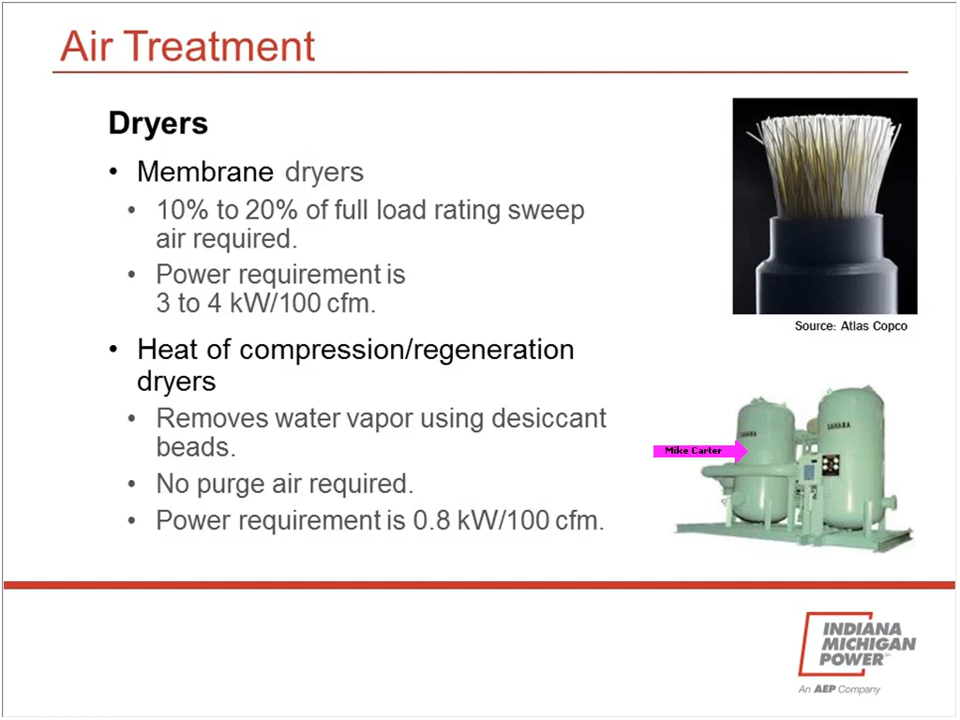 Air Treatment
Dryers
• Membrane dryers
• 10% to 20% of full load rating sweep
air required.
• Power requirement is
3 to 4 kW/100 cfm.
Source: Atlas Copco
• Heat of compression/regeneration
dryers
• Removes water vapor using desiccant
beads.
• No purge air required.
• Power requirement is 0.8 kW/100 cfm.
SAHARA
SAHARA
Mike Carter
INDIANA
MICHIGAN
POWER
An AEP Company